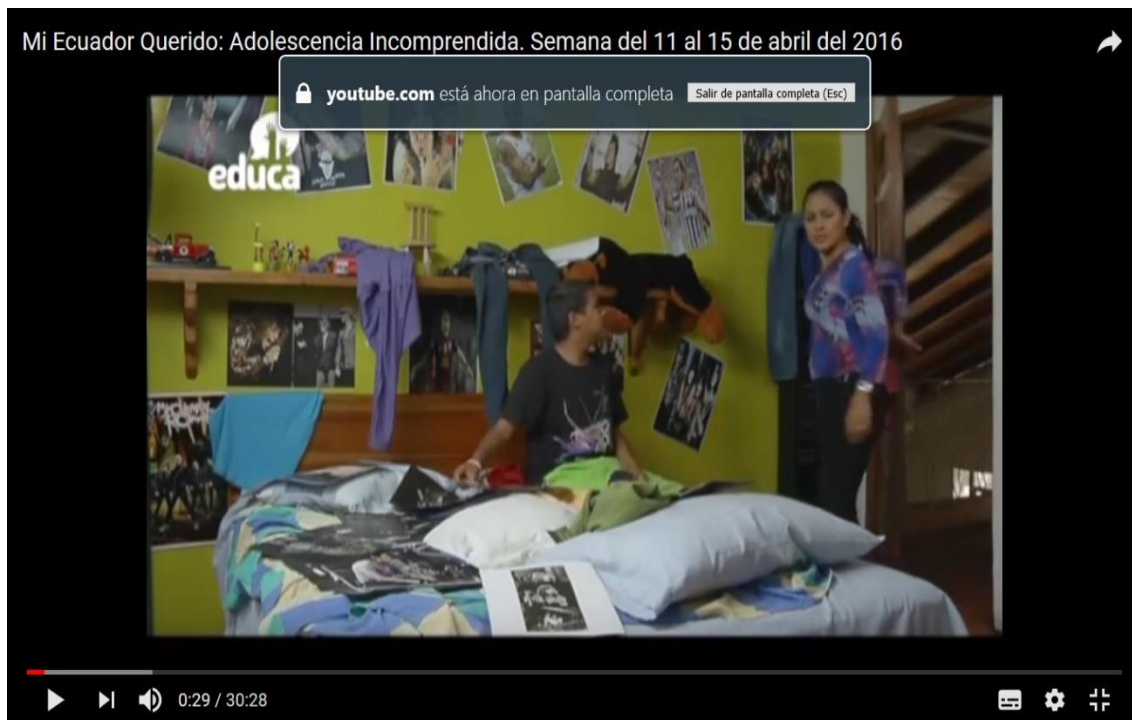 Mi Ecuador Querido: Adolescencia Incomprendida. Semana del 11 al 15 de abril del 2016
youtube.com está ahora en pantalla completa Salir de pantalla completa (Esc)
educa
0:29 / 30:28